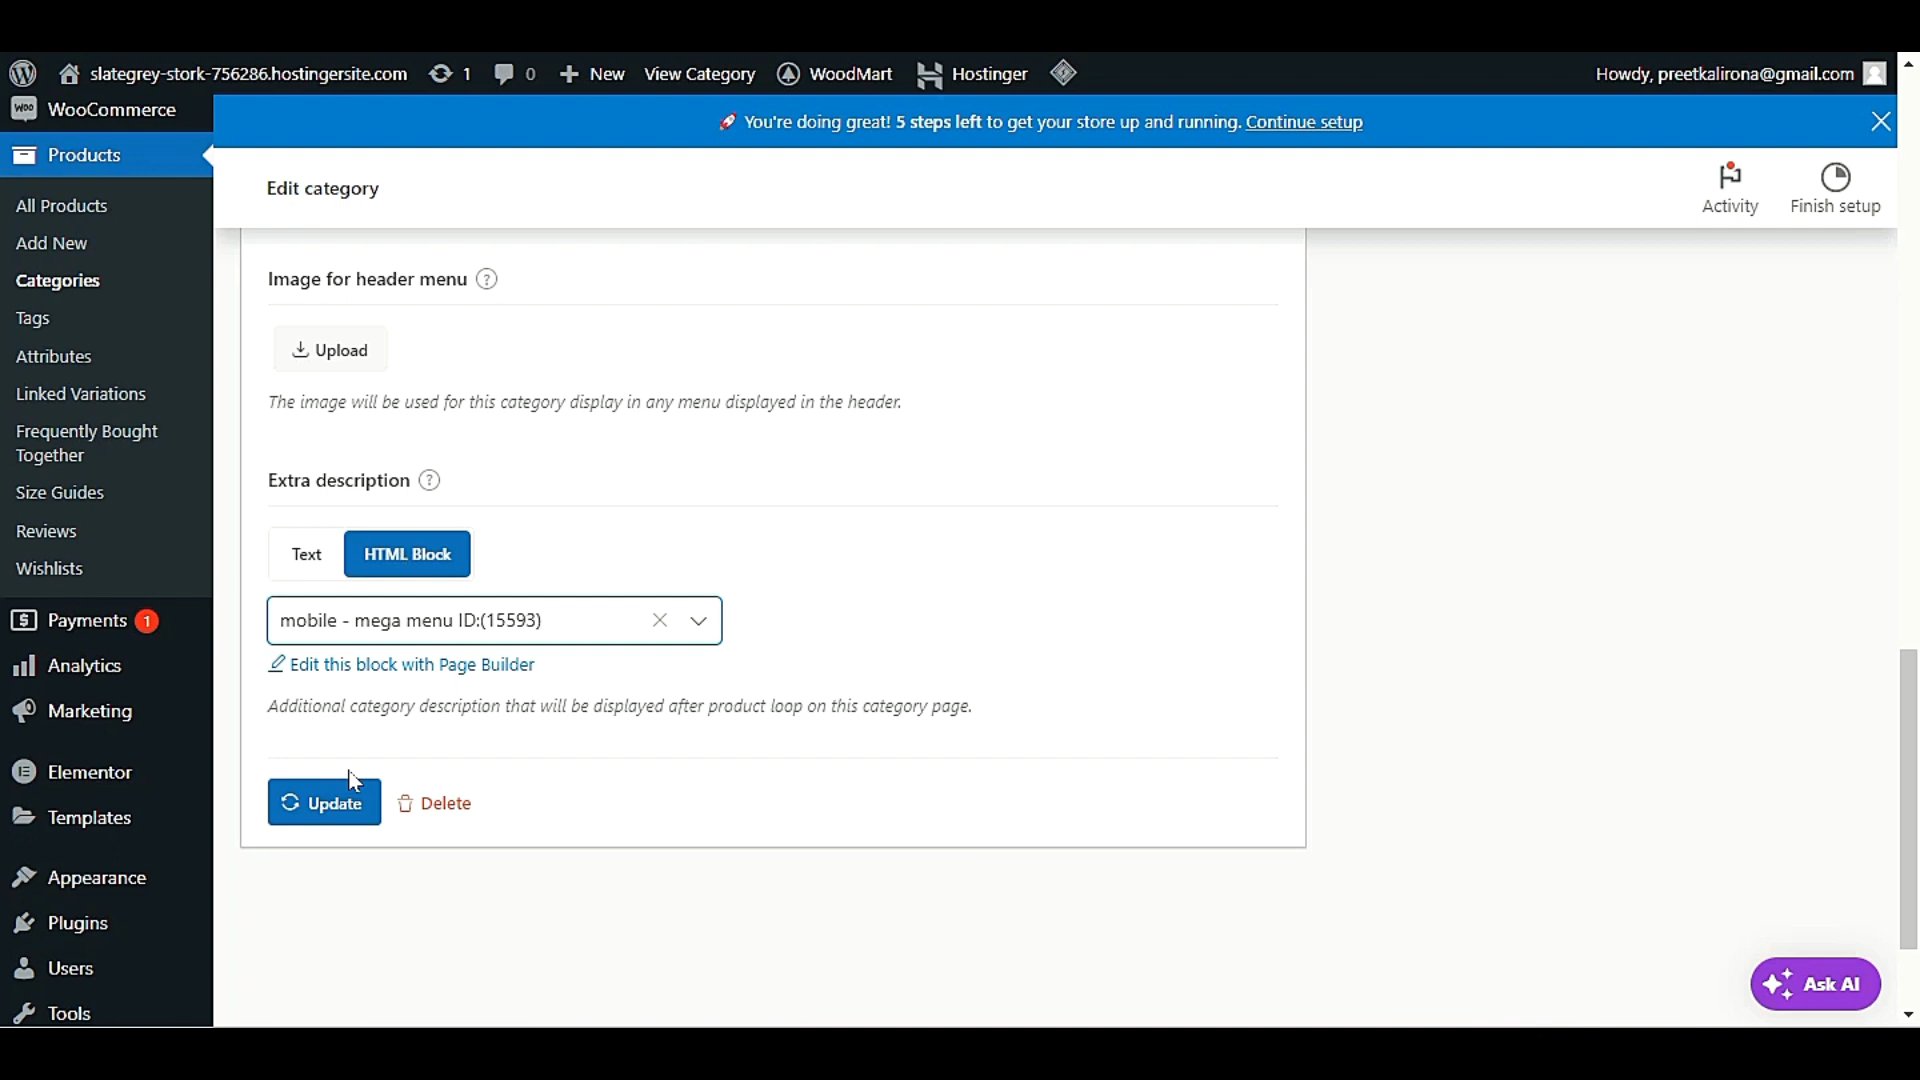 slategrey-stork-756286.hostingersite.com 1 0 New View Category WoodMart Hostinger Howdy, preetkalirona@gmail.com
WOO WooCommerce
🚀 You're doing great! 5 steps left to get your store up and running. Continue setup
Products
Edit category
Activity
Finish setup
All Products
Add New
Categories
Tags
Attributes
Linked Variations
Frequently Bought
Together
Size Guides
Reviews
Wishlists
Payments 1
Analytics
Marketing
Elementor
Templates
Appearance
Plugins
Users
Tools
Image for header menu ?
Upload
The image will be used for this category display in any menu displayed in the header.
Extra description ?
Text HTML Block
mobile - mega menu ID:(15593)
Edit this block with Page Builder
Additional category description that will be displayed after product loop on this category page.
Update Delete
Ask AI